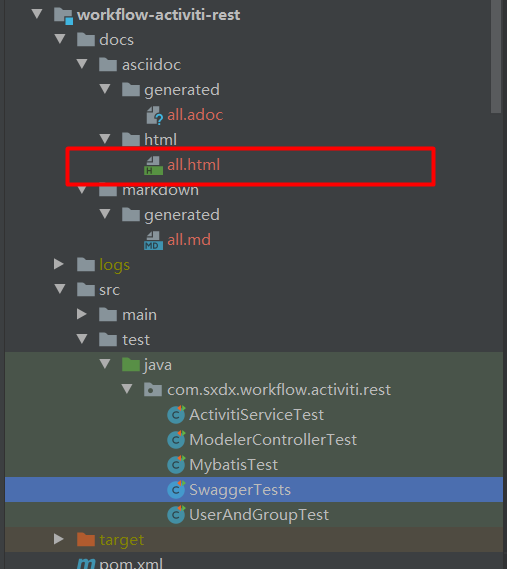 workflow-activiti-rest
docs
asciidoc
generated
all.adoc
html
all.html
markdown
generated
all.md
logs
src
main
test
java
com.sxdx.workflow.activiti.rest
ActivitiServiceTest
ModelerControllerTest
MybatisTest
SwaggerTests
UserAndGroupTest
target
pom.xml